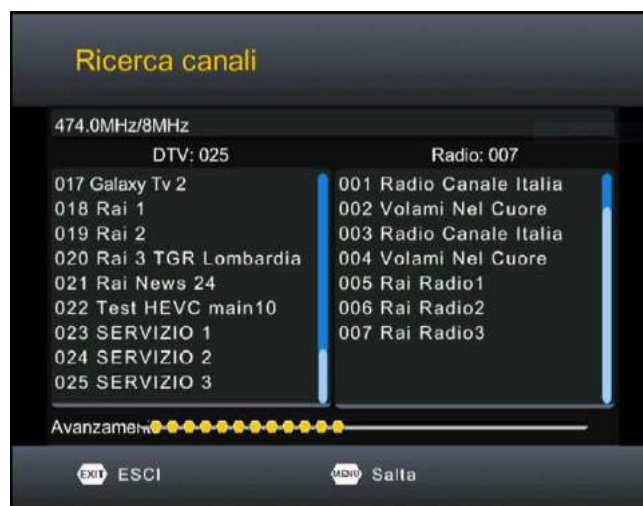 Ricerca canali
474.0MHz/8MHz
DTV: 025
Radio: 007
017 Galaxy Tv 2
018 Rai 1
019 Rai 2
020 Rai 3 TGR Lombardia
021 Rai News 24
022 Test HEVC main10
023 SERVIZIO 1
024 SERVIZIO 2
025 SERVIZIO 3
001 Radio Canale Italia
002 Volami Nel Cuore
003 Radio Canale Italia
004 Volami Nel Cuore
005 Rai Radio1
006 Rai Radio2
007 Rai Radio3
EXIT ESCI
MENU Salta